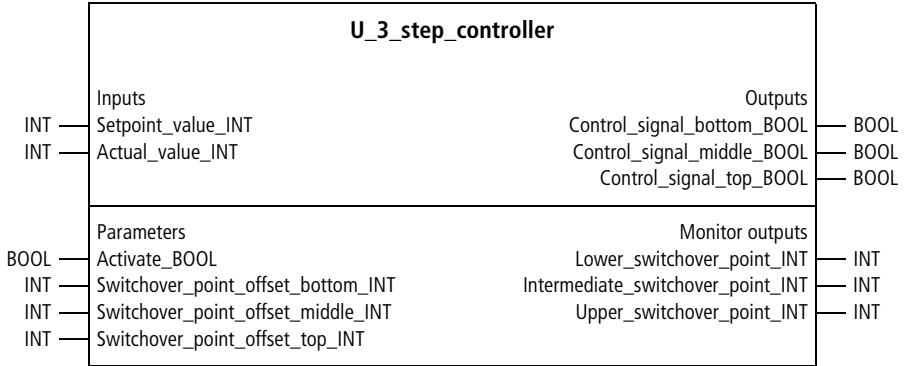 U_3_step_controller
Inputs Outputs
INT Setpoint_value_INT Control_signal_bottom_BOOL BOOL
INT Actual_value_INT Control_signal_middle_BOOL BOOL
Control_signal_top_BOOL BOOL
Parameters Monitor outputs
BOOL Activate_BOOL Lower_switchover_point_INT INT
INT Switchover_point_offset_bottom_INT Intermediate_switchover_point_INT INT
INT Switchover_point_offset_middle_INT Upper_switchover_point_INT INT
INT Switchover_point_offset_top_INT